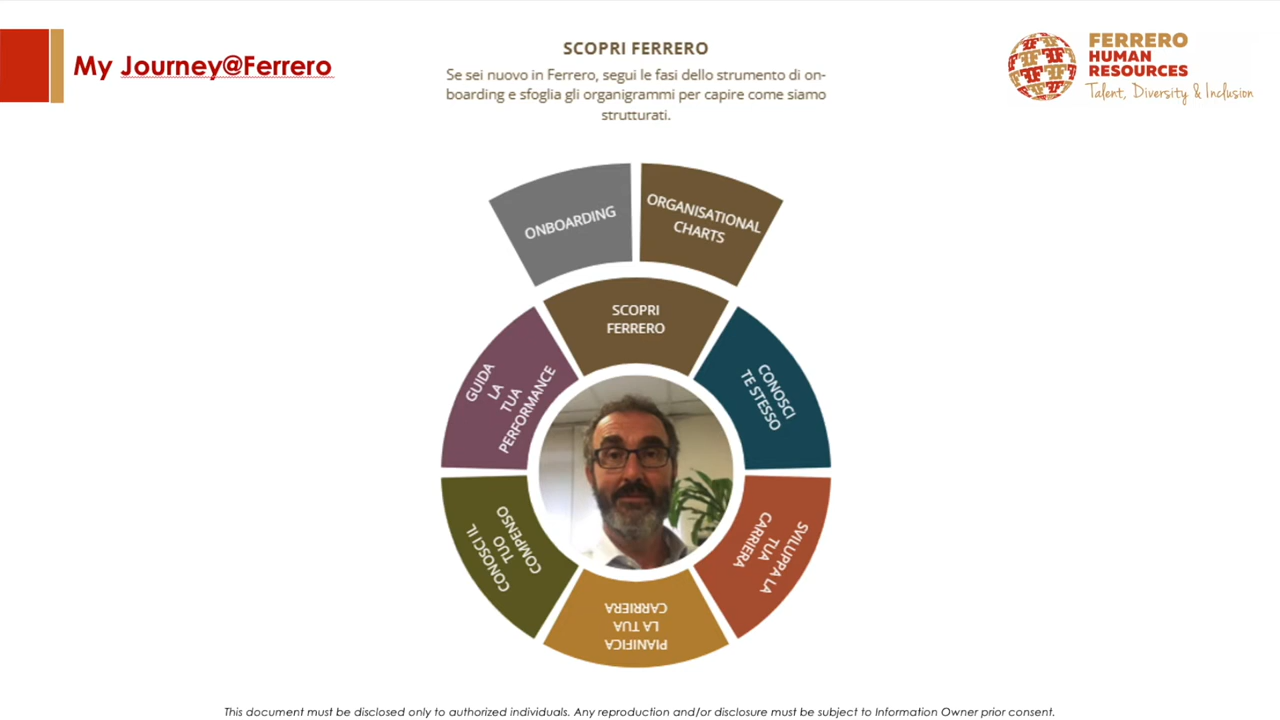 My Journey@Ferrero
SCOPRI FERRERO
Se sei nuovo in Ferrero, segui le fasi dello strumento di on-
boarding e sfoglia gli organigrammi per capire come siamo
strutturati.
FERRERO
HUMAN
RESOURCES
Talent, Diversity & Inclusion
ONBOARDING
ORGANISATIONAL
CHARTS
SCOPRI
FERRERO
GUIDA
LA
TUA
PERFORMANCE
CONOSCI
TE STESSO
CONOSCI IL
TUO
COMPENSO
SVILUPPA LA
TUA
CARRIERA
PIANIFICA
LA TUA
CARRIERA
This document must be disclosed only to authorized individuals. Any reproduction and/or disclosure must be subject to Information Owner prior consent.